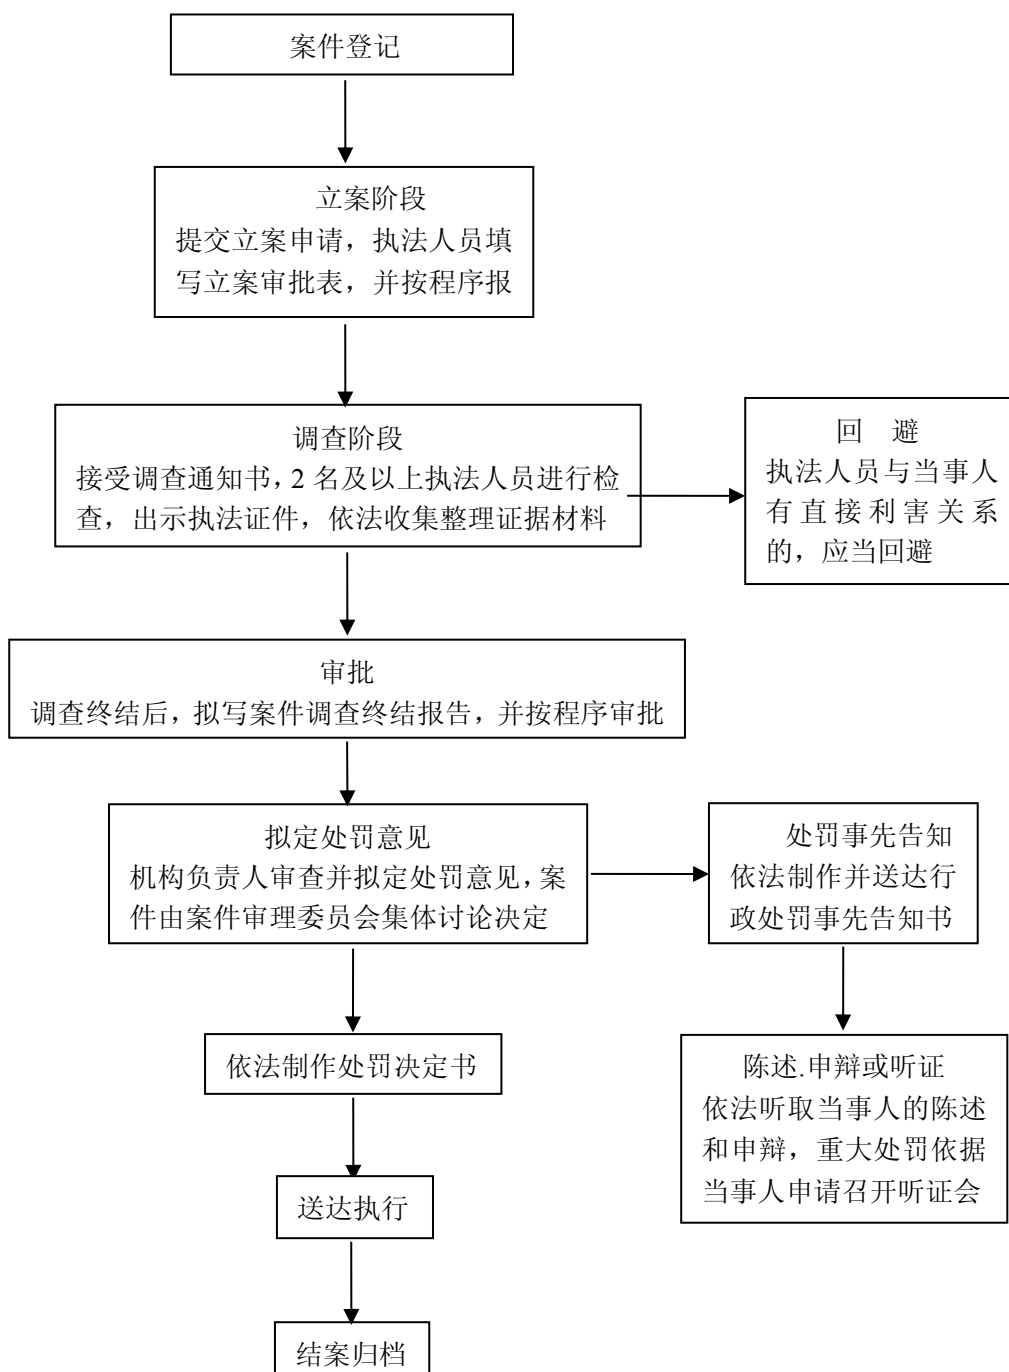 案件登记
立案阶段
提交立案申请，执法人员填
写立案审批表，并按程序报
调查阶段
接受调查通知书，2 名及以上执法人员进行检
查，出示执法证件，依法收集整理证据材料
回 避
执法人员与当事人
有直接利害关系
的，应当回避
审批
调查终结后，拟写案件调查终结报告，并按程序审批
拟定处罚意见
机构负责人审查并拟定处罚意见，案
件由案件审理委员会集体讨论决定
处罚事先告知
依法制作并送达行
政处罚事先告知书
依法制作处罚决定书
陈述.申辩或听证
依法听取当事人的陈述
和申辩，重大处罚依据
当事人申请召开听证会
送达执行
结案归档